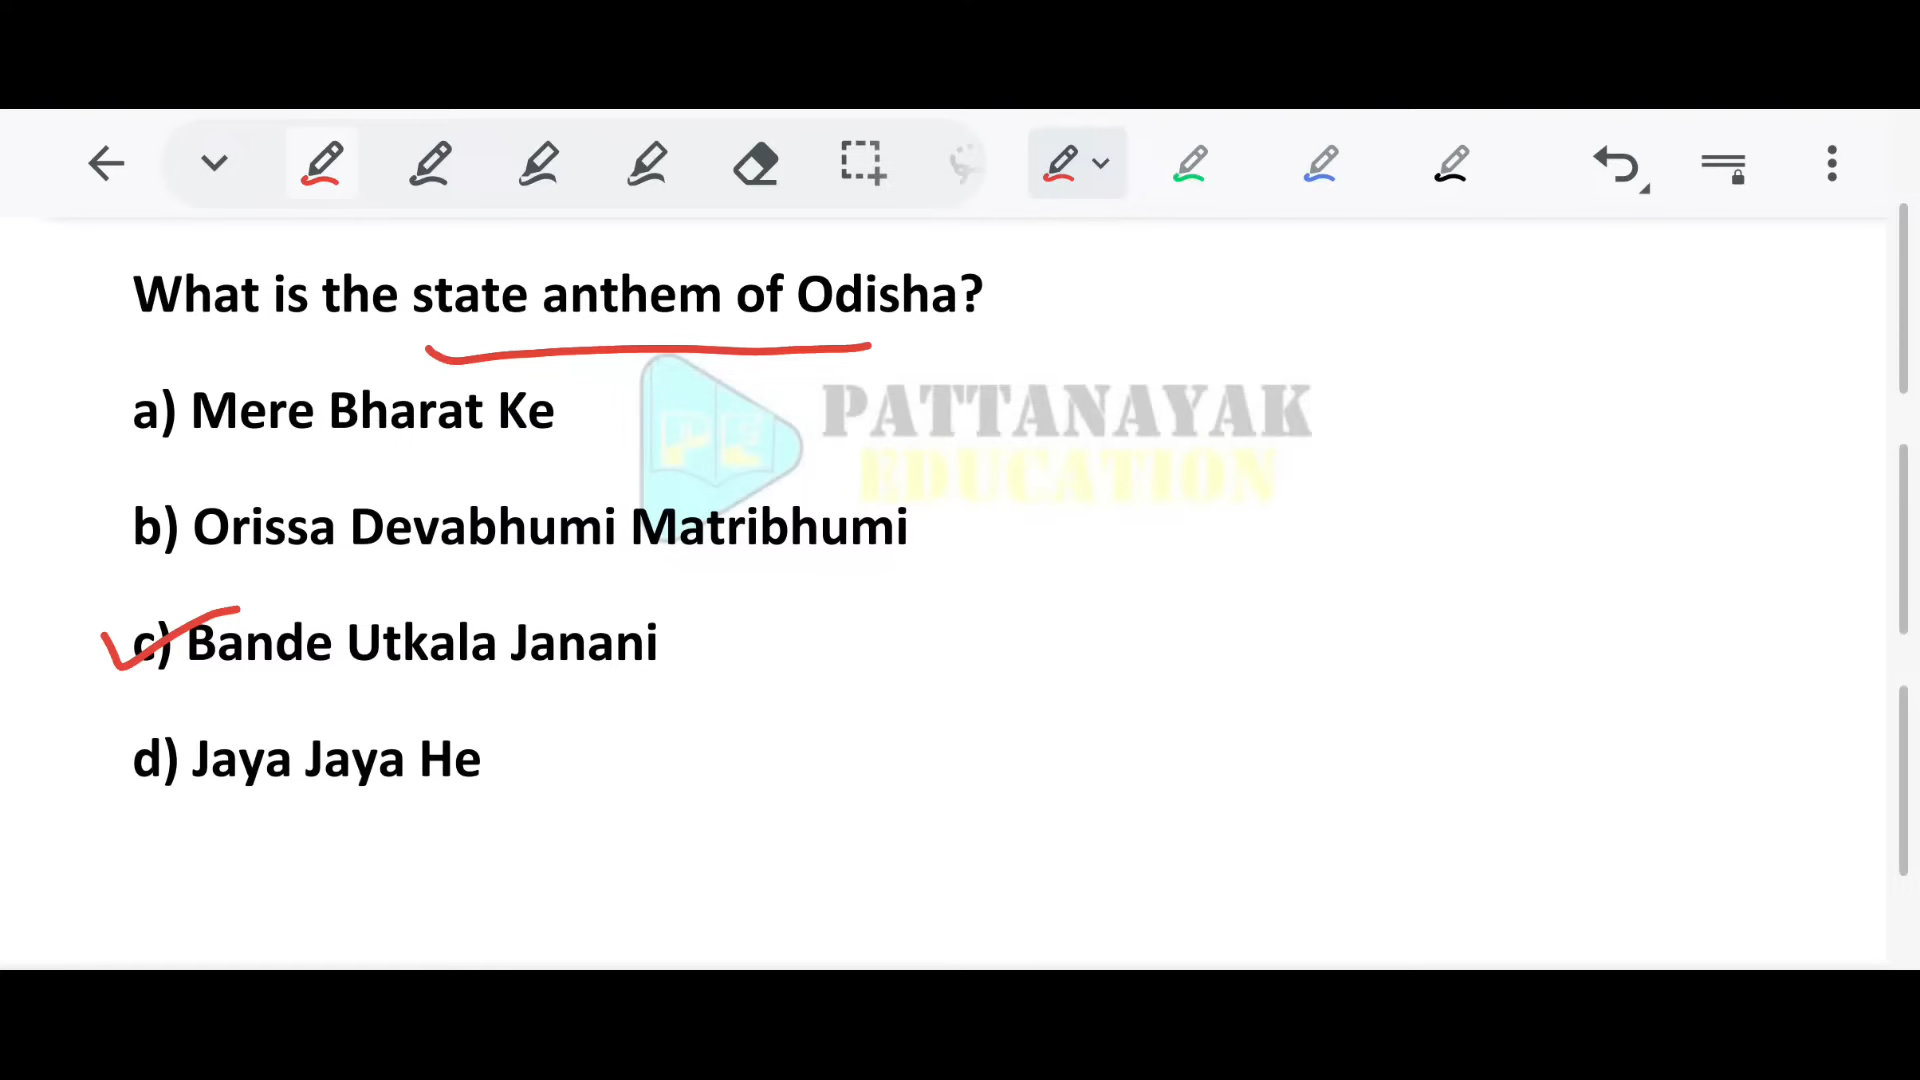 What is the state anthem of Odisha?
a) Mere Bharat Ke
PATTANAYAK
EDUCATION
b) Orissa Devabhumi Matribhumi
c) Bande Utkala Janani
d) Jaya Jaya He